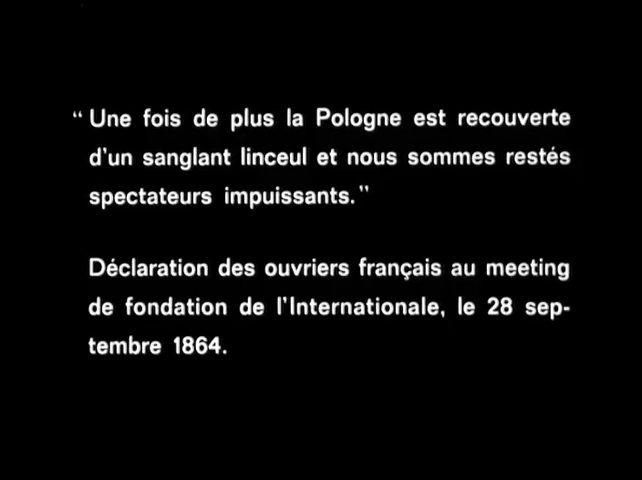 “ Une fois de plus la Pologne est recouverte
d'un sanglant linceul et nous sommes restés
spectateurs impuissants.”
Déclaration des ouvriers français au meeting
de fondation de l'Internationale, le 28 sep-
tembre 1864.